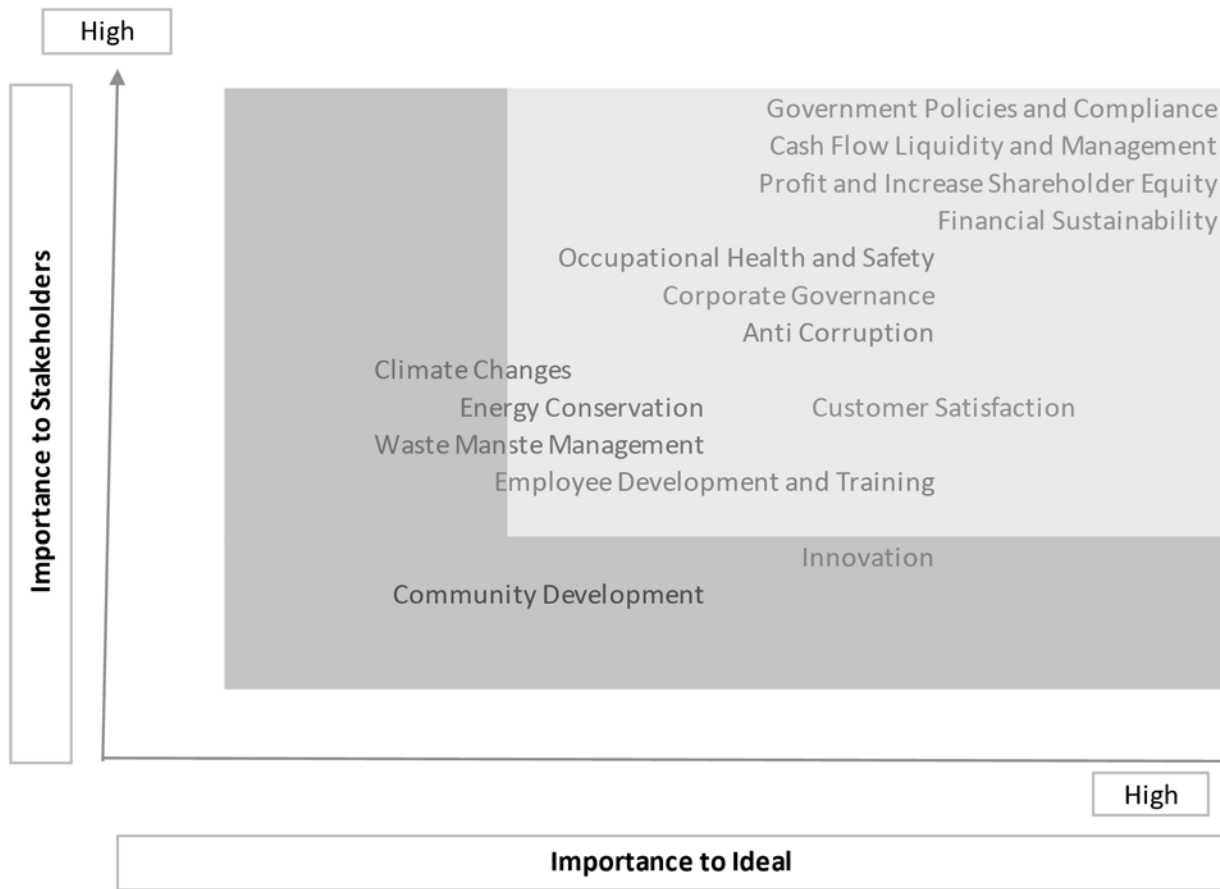 High
Importance to Stakeholders
Government Policies and Compliance
Cash Flow Liquidity and Management
Profit and Increase Shareholder Equity
Financial Sustainability
Occupational Health and Safety
Corporate Governance
Anti Corruption
Climate Changes
Energy Conservation
Customer Satisfaction
Waste Manste Management
Employee Development and Training
Innovation
Community Development
High
Importance to Ideal